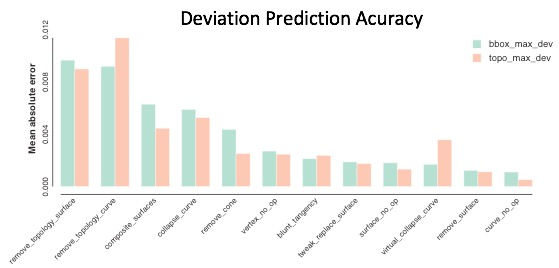 Deviation Prediction Acuracy
bbox_max_dev
topo_max_dev
Mean absolute error
0.012
0.008
0.004
0.000
remove_topology_surface
remove_topology_curve
composite_surfaces
collapse_curve
remove_cone
vertex_no_op
blunt_tangency
tweak_replace_surface
surface_no_op
virtual_collapse_curve
remove_surface
curve_no_op